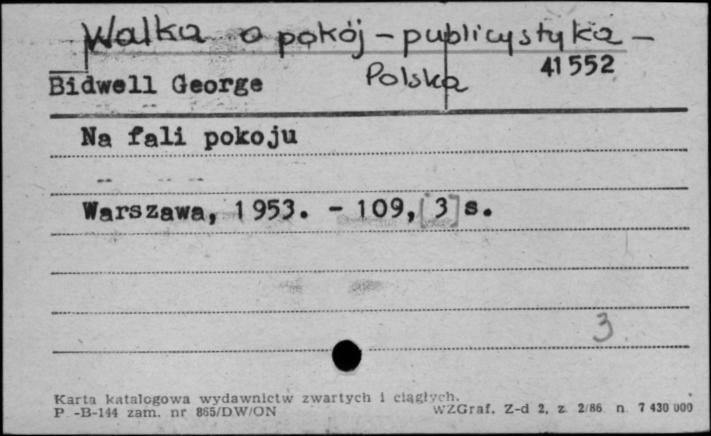 Walka o pokój – publicystyka –
Polska
41552
Bidwell George
Na fali pokoju
Warszawa, 1953. - 109,[3]s.
3
Karta katalogowa wydawnictw zwartych i ciągłych.
P -B-144 zam. nr 865/DW/ON
WZGraf. Z-d 2, z. 2/86 n. 7 430 000